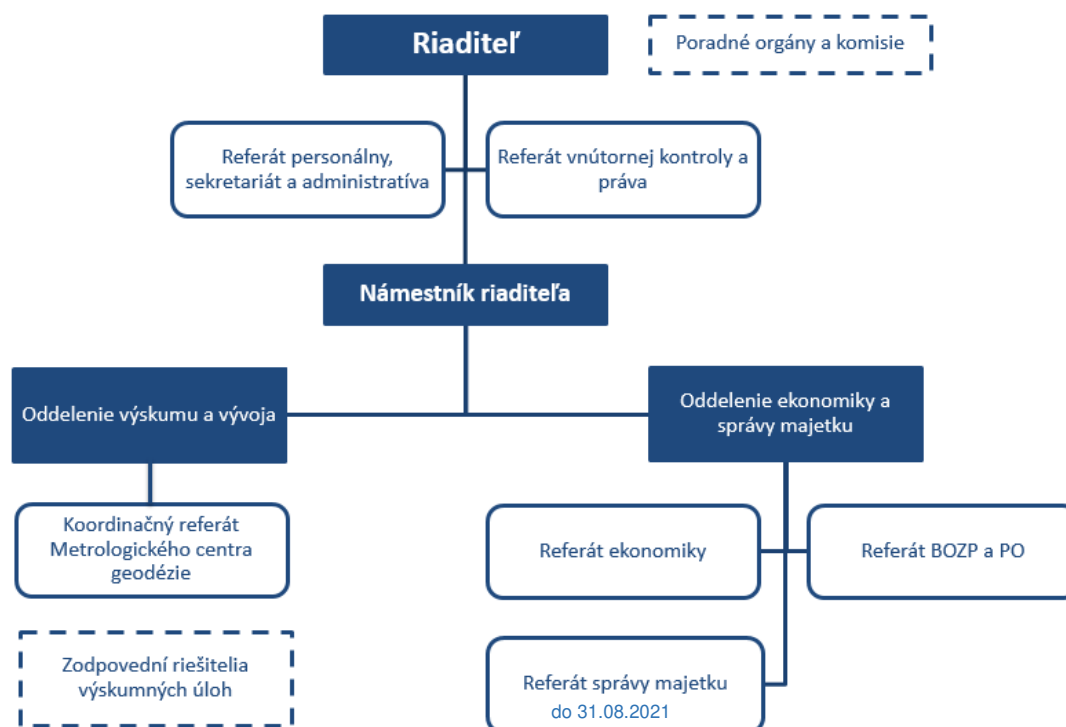 Riaditeľ
Poradné orgány a komisie
Referát personálny,
sekretariát a administratíva
Referát vnútornej kontroly a
práva
Námestník riaditeľa
Oddelenie výskumu a vývoja
Oddelenie ekonomiky a
správy majetku
Koordinačný referát
Metrologického centra
geodézie
Referát ekonomiky
Referát BOZP a PO
Zodpovední riešitelia
výskumných úloh
Referát správy majetku
do 31.08.2021